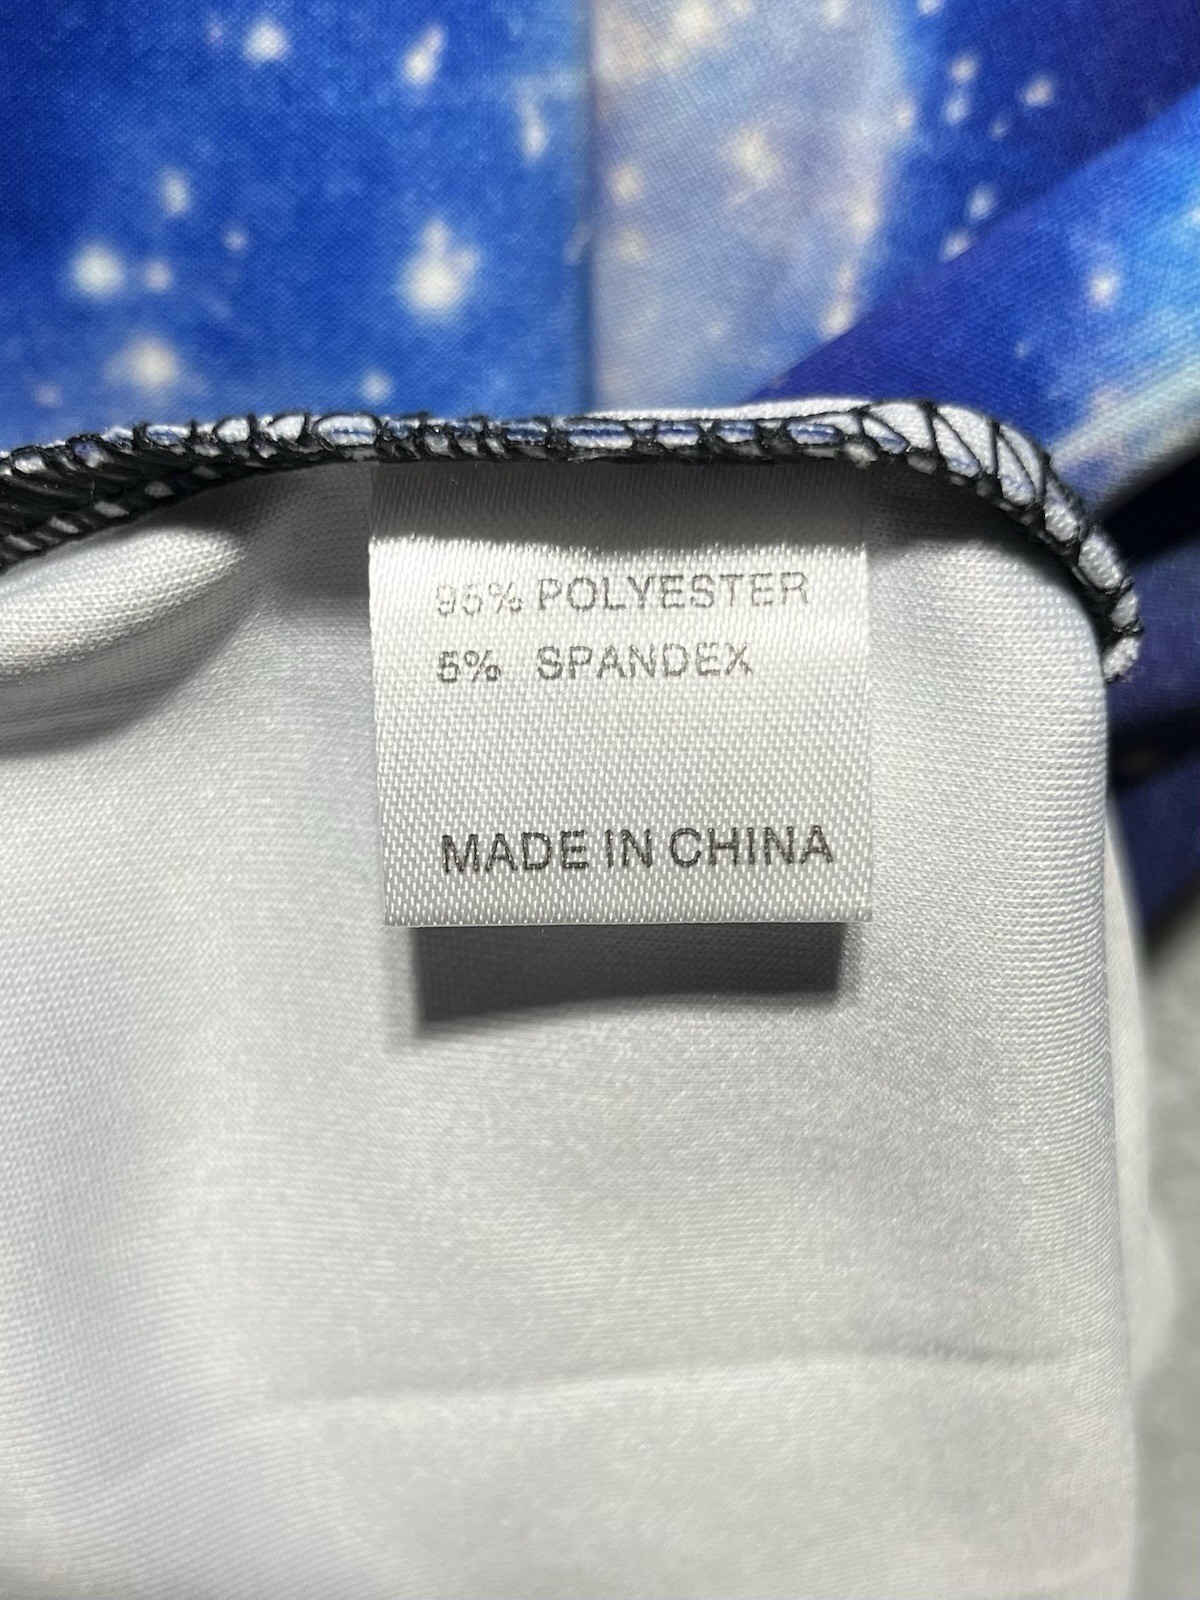 95% POLYESTER
5% SPANDEX
MADE IN CHINA